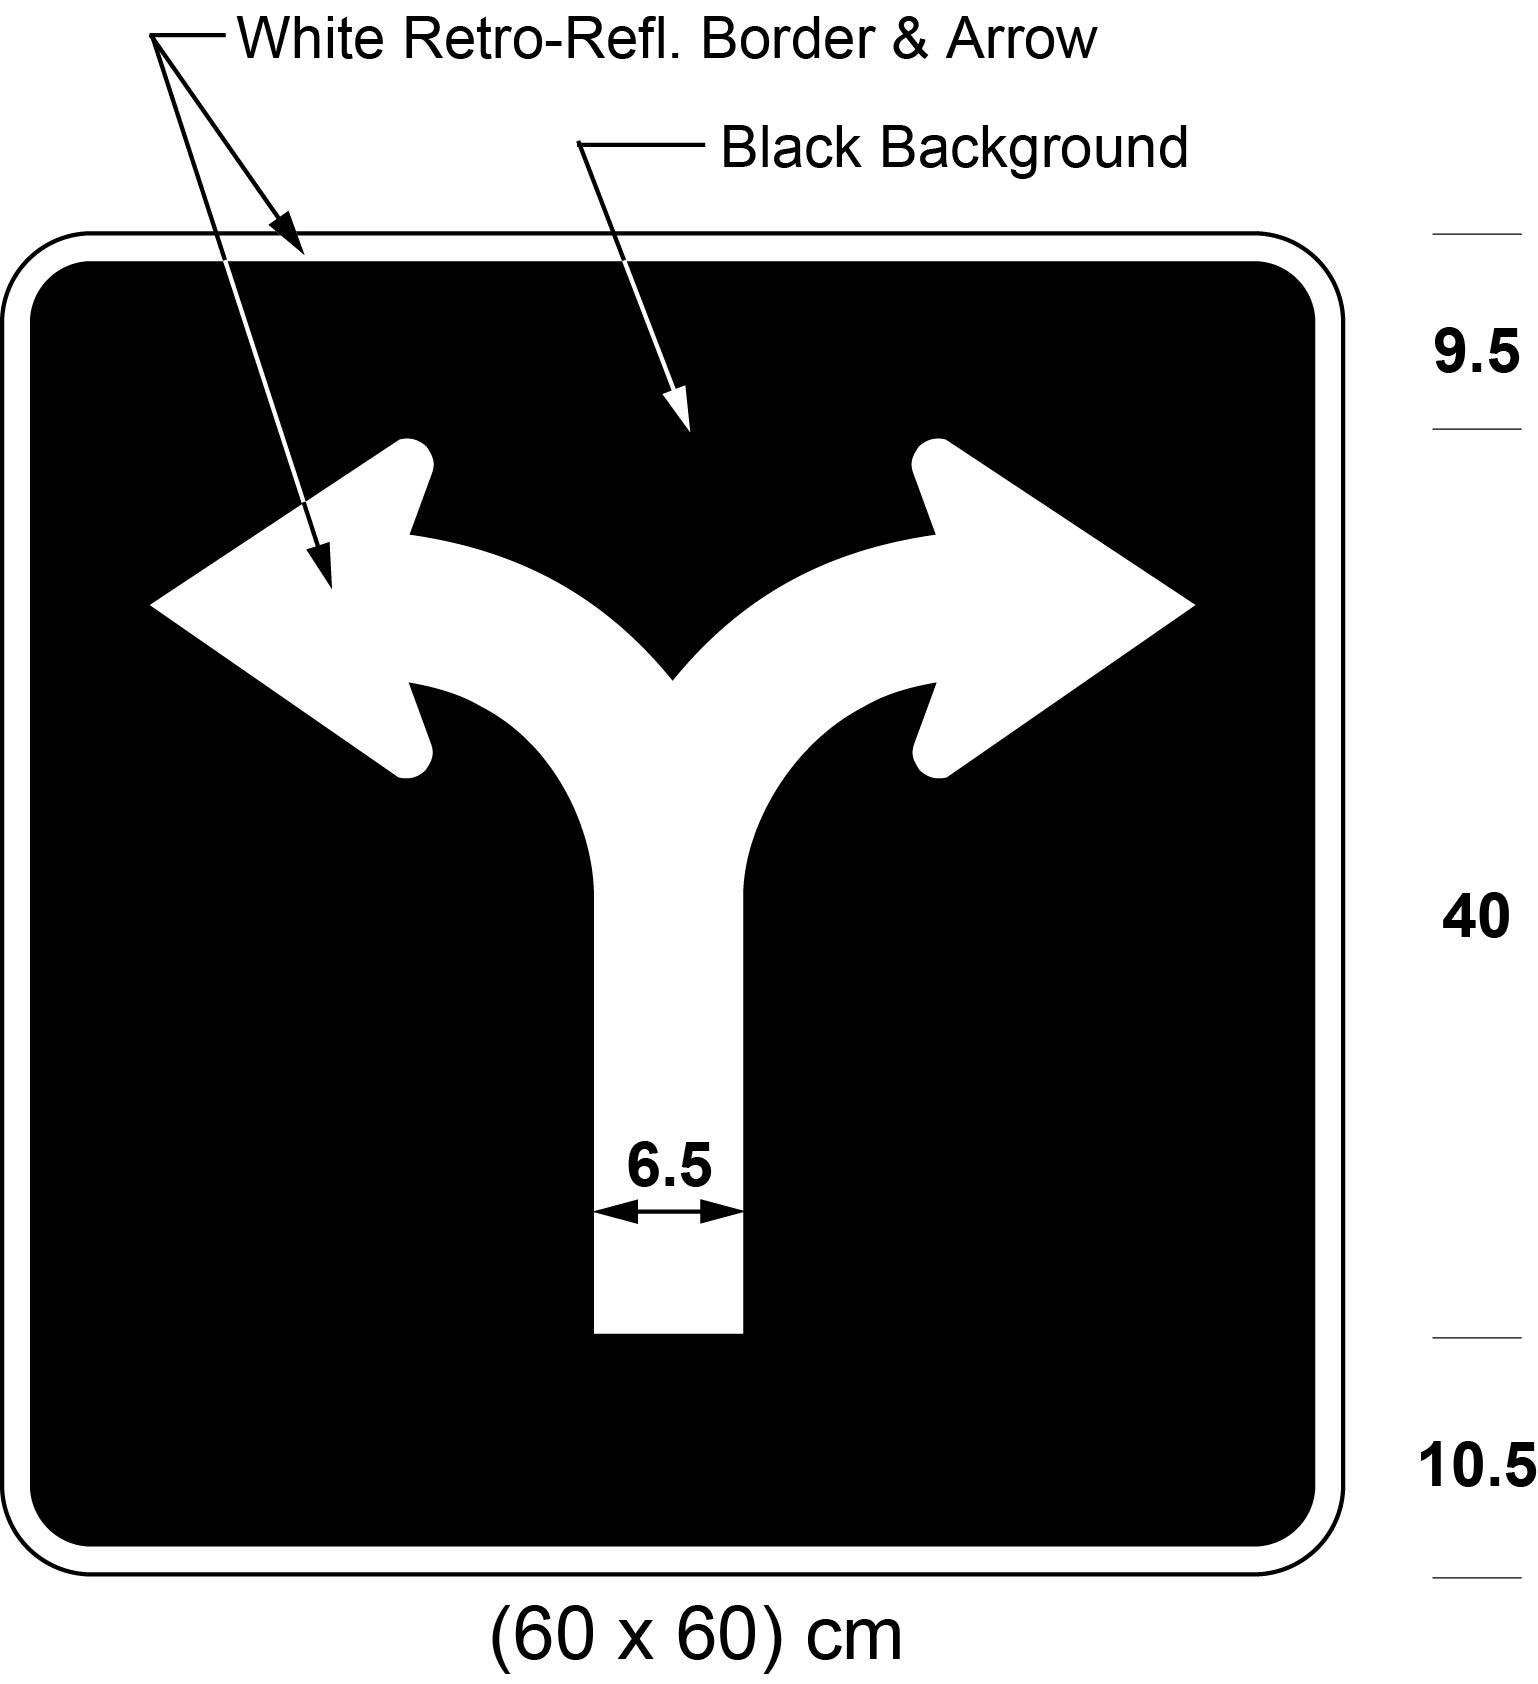 White Retro-Refl. Border & Arrow
Black Background
9.5
40
6.5
10.5
(60 x 60) cm